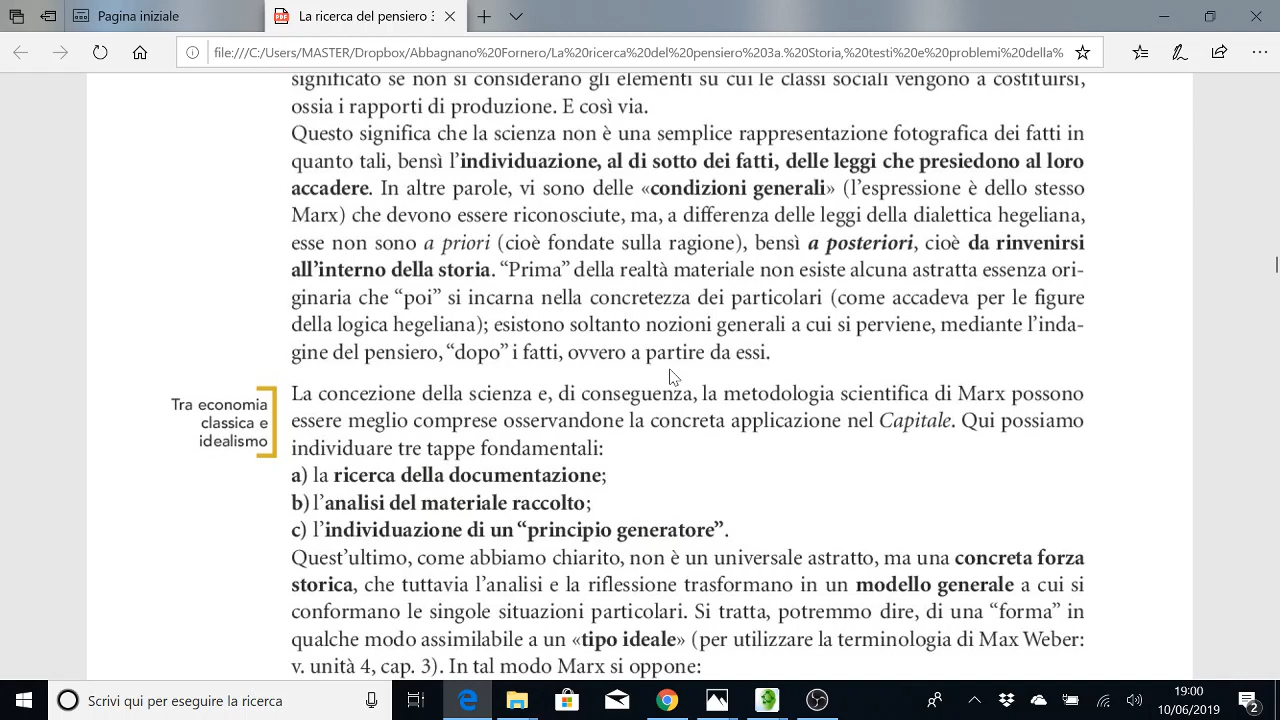 Pagina iniziale
La ricerca del pensiero 3
file:///C:/Users/MASTER/Dropbox/Abbagnano%20Fornero/La%20ricerca%20del%20pensiero%203a.%20Storia,%20testi%20e%20problemi%20della%
significato se non si considerano gli elementi su cui le classi sociali vengono a costituirsi,
ossia i rapporti di produzione. E così via.
Questo significa che la scienza non è una semplice rappresentazione fotografica dei fatti in
quanto tali, bensì l’individuazione, al di sotto dei fatti, delle leggi che presiedono al loro
accadere. In altre parole, vi sono delle «condizioni generali» (l’espressione è dello stesso
Marx) che devono essere riconosciute, ma, a differenza delle leggi della dialettica hegeliana,
esse non sono a priori (cioè fondate sulla ragione), bensì a posteriori, cioè da rinvenirsi
all’interno della storia. “Prima” della realtà materiale non esiste alcuna astratta essenza ori-
ginaria che “poi” si incarna nella concretezza dei particolari (come accadeva per le figure
della logica hegeliana); esistono soltanto nozioni generali a cui si perviene, mediante l’inda-
gine del pensiero, “dopo” i fatti, ovvero a partire da essi.
Tra economia
classica e
idealismo
La concezione della scienza e, di conseguenza, la metodologia scientifica di Marx possono
essere meglio comprese osservandone la concreta applicazione nel Capitale. Qui possiamo
individuare tre tappe fondamentali:
a) la ricerca della documentazione;
b) l’analisi del materiale raccolto;
c) l’individuazione di un “principio generatore”.
Quest’ultimo, come abbiamo chiarito, non è un universale astratto, ma una concreta forza
storica, che tuttavia l’analisi e la riflessione trasformano in un modello generale a cui si
conformano le singole situazioni particolari. Si tratta, potremmo dire, di una “forma” in
qualche modo assimilabile a un «tipo ideale» (per utilizzare la terminologia di Max Weber:
v. unità 4, cap. 3). In tal modo Marx si oppone:
Scrivi qui per eseguire la ricerca
19:00
10/06/2019
2